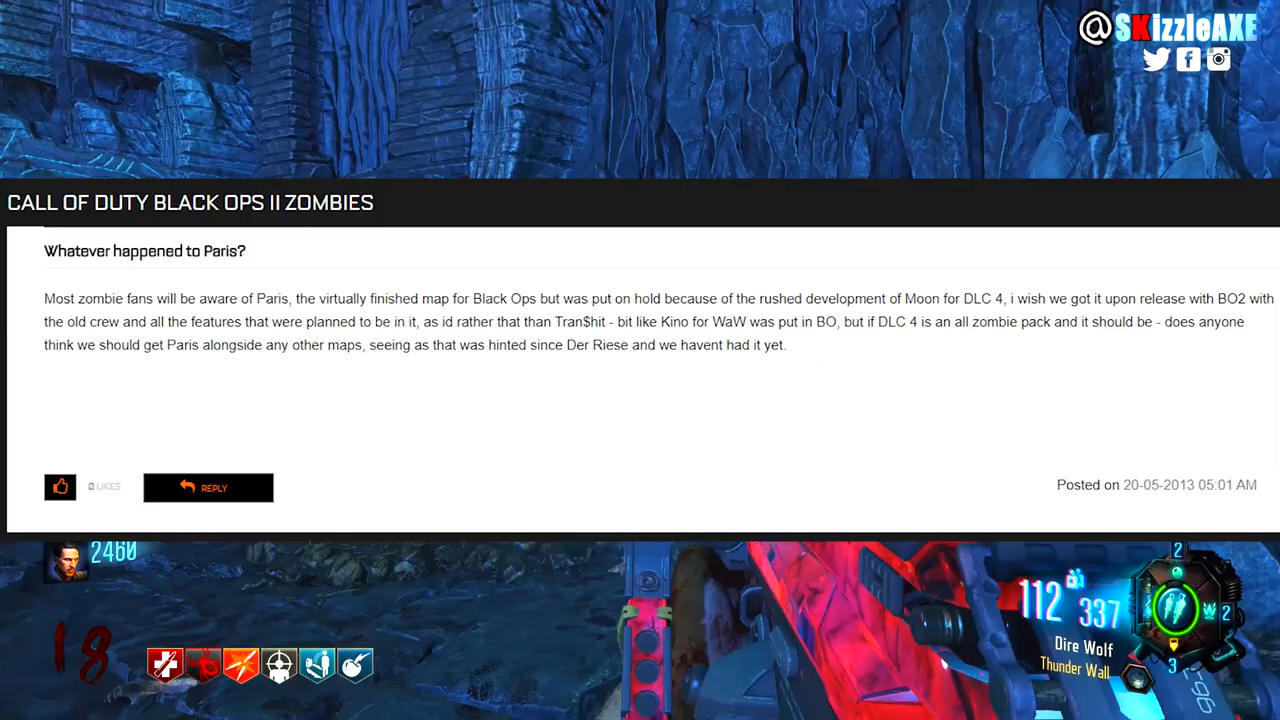 @SKizzleAXE
CALL OF DUTY BLACK OPS II ZOMBIES
Whatever happened to Paris?
Most zombie fans will be aware of Paris, the virtually finished map for Black Ops but was put on hold because of the rushed development of Moon for DLC 4, i wish we got it upon release with BO2 with
the old crew and all the features that were planned to be in it, as id rather that than Tran$hit - bit like Kino for WaW was put in BO, but if DLC 4 is an all zombie pack and it should be - does anyone
think we should get Paris alongside any other maps, seeing as that was hinted since Der Riese and we havent had it yet.
0 LIKES
REPLY
Posted on 20-05-2013 05:01 AM
2460
18
112 337
Dire Wolf
Thunder Wall
2
2
3